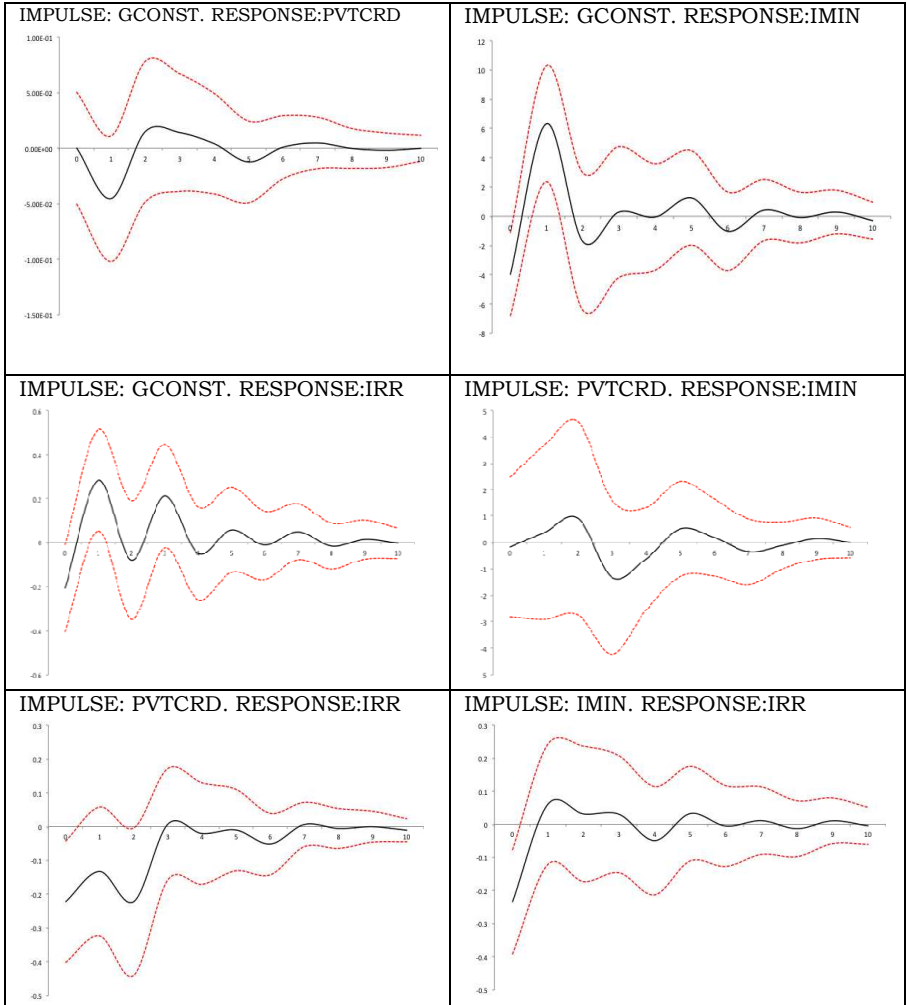 IMPULSE: GCONST. RESPONSE:PVTCRD
1.00E-01
5.00E-02
0.00E+00
0 1 2 3 4 5 6 7 8 9 10
-5.00E-02
-1.00E-01
-1.50E-01
IMPULSE: GCONST. RESPONSE:IMIN
12
10
8
6
4
2
0
0 1 2 3 4 5 6 7 8 9 10
-2
-4
-6
-8
IMPULSE: GCONST. RESPONSE:IRR
0.6
0.4
0.2
0
0 1 2 3 4 5 6 7 8 9 10
-0.2
-0.4
-0.6
IMPULSE: PVTCRD. RESPONSE:IMIN
5
4
3
2
1
0
0 1 2 3 4 5 6 7 8 9 10
-1
-2
-3
-4
5
IMPULSE: PVTCRD. RESPONSE:IRR
0.3
0.2
0.1
0
0 1 2 3 4 5 6 7 8 9 10
-0.1
-0.2
-0.3
-0.4
-0.5
IMPULSE: IMIN. RESPONSE:IRR
0.3
0.2
0.1
0
0 1 2 3 4 5 6 7 8 9 10
-0.1
-0.2
-0.3
-0.4
-0.5